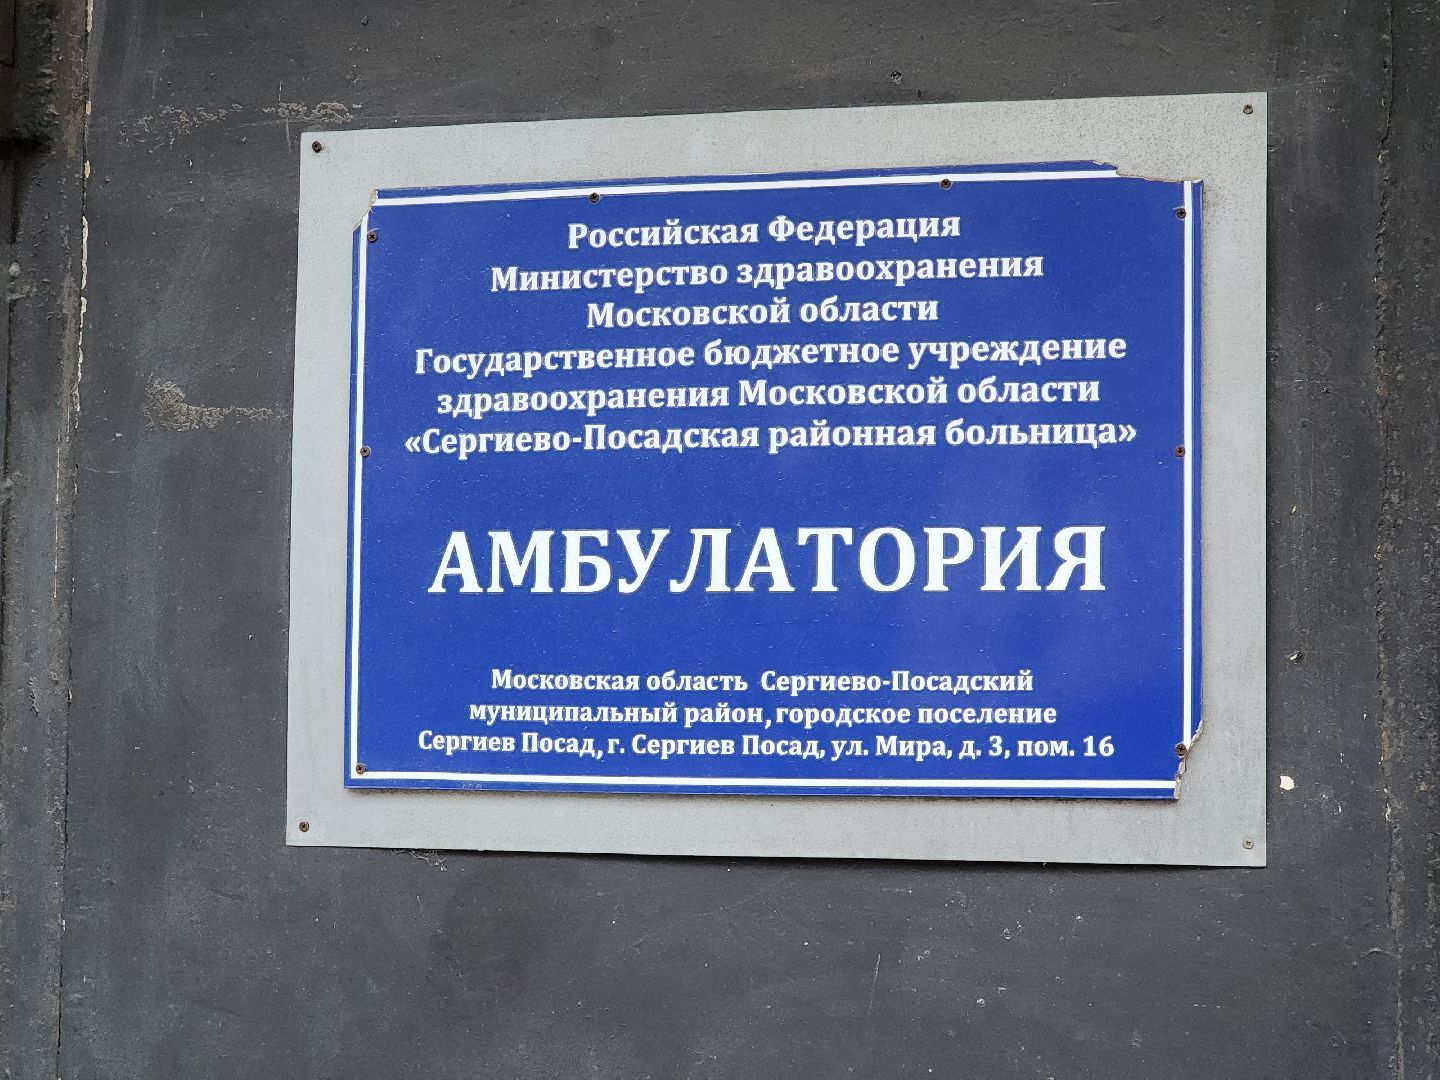 Российская Федерация
Министерство здравоохранения
Московской области
Государственное бюджетное учреждение
здравоохранения Московской области
«Сергиево-Посадская районная больница»
АМБУЛАТОРИЯ
Московская область Сергиево-Посадский
муниципальный район, городское поселение
Сергиев Посад, г. Сергиев Посад, ул. Мира, д. 3, пом. 16